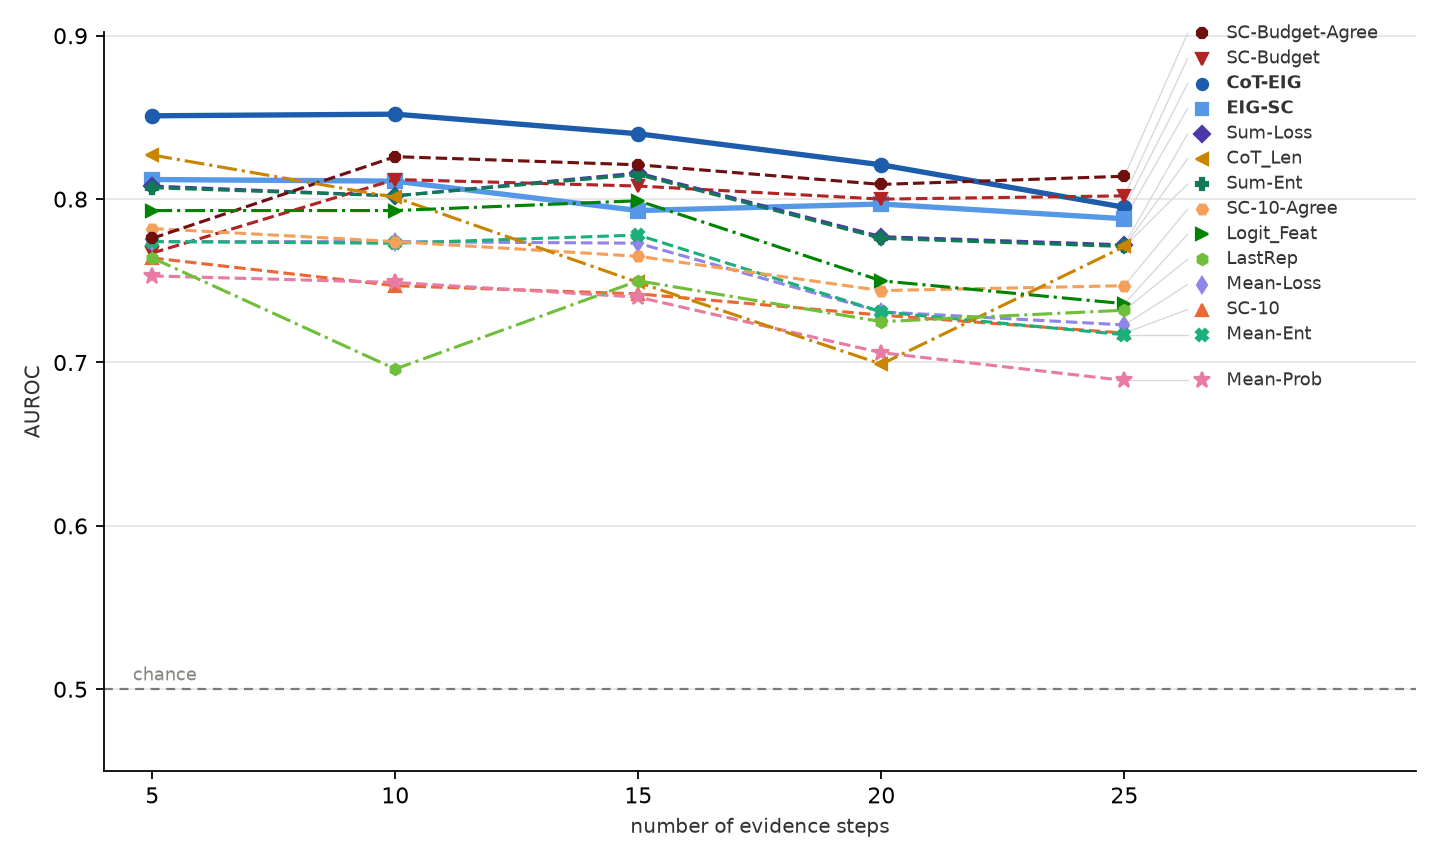 AUROC
0.9
0.8
0.7
0.6
0.5
chance
5 10 15 20 25
number of evidence steps
SC-Budget-Agree
SC-Budget
CoT-EIG
EIG-SC
Sum-Loss
CoT_Len
Sum-Ent
SC-10-Agree
Logit_Feat
LastRep
Mean-Loss
SC-10
Mean-Ent
Mean-Prob